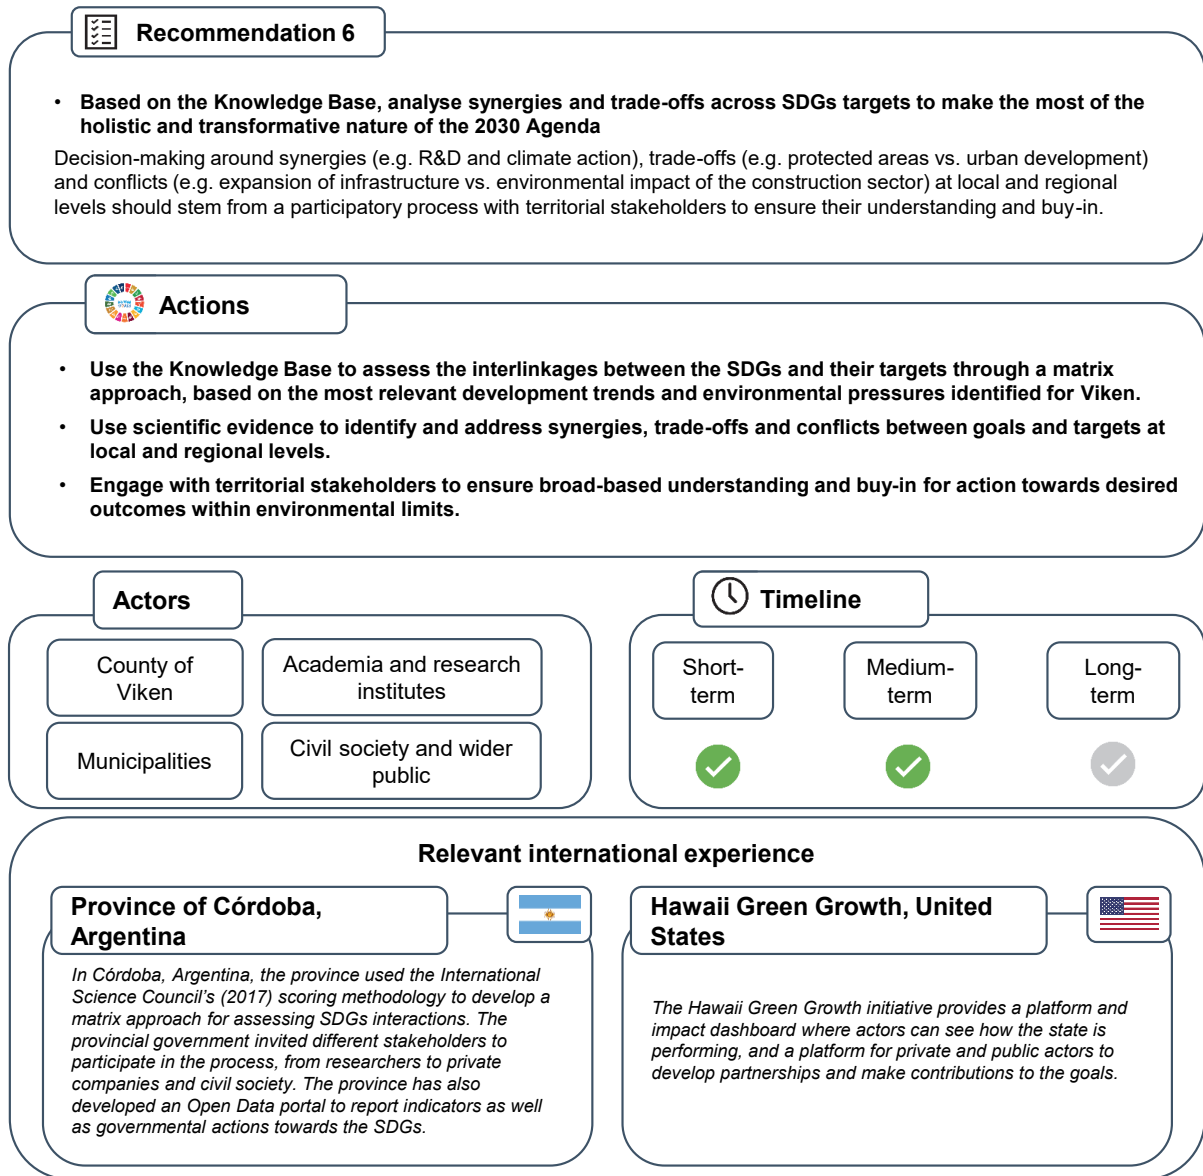 Recommendation 6
• Based on the Knowledge Base, analyse synergies and trade-offs across SDGs targets to make the most of the
holistic and transformative nature of the 2030 Agenda
Decision-making around synergies (e.g. R&D and climate action), trade-offs (e.g. protected areas vs. urban development)
and conflicts (e.g. expansion of infrastructure vs. environmental impact of the construction sector) at local and regional
levels should stem from a participatory process with territorial stakeholders to ensure their understanding and buy-in.
Actions
• Use the Knowledge Base to assess the interlinkages between the SDGs and their targets through a matrix
approach, based on the most relevant development trends and environmental pressures identified for Viken.
• Use scientific evidence to identify and address synergies, trade-offs and conflicts between goals and targets at
local and regional levels.
• Engage with territorial stakeholders to ensure broad-based understanding and buy-in for action towards desired
outcomes within environmental limits.
Actors
County of
Viken
Academia and research
institutes
Municipalities
Civil society and wider
public
Timeline
Short-
term
Medium-
term
Long-
term
Relevant international experience
Province of Córdoba,
Argentina
In Córdoba, Argentina, the province used the International
Science Council's (2017) scoring methodology to develop a
matrix approach for assessing SDGs interactions. The
provincial government invited different stakeholders to
participate in the process, from researchers to private
companies and civil society. The province has also
developed an Open Data portal to report indicators as well
as governmental actions towards the SDGs.
Hawaii Green Growth, United
States
The Hawaii Green Growth initiative provides a platform and
impact dashboard where actors can see how the state is
performing, and a platform for private and public actors to
develop partnerships and make contributions to the goals.